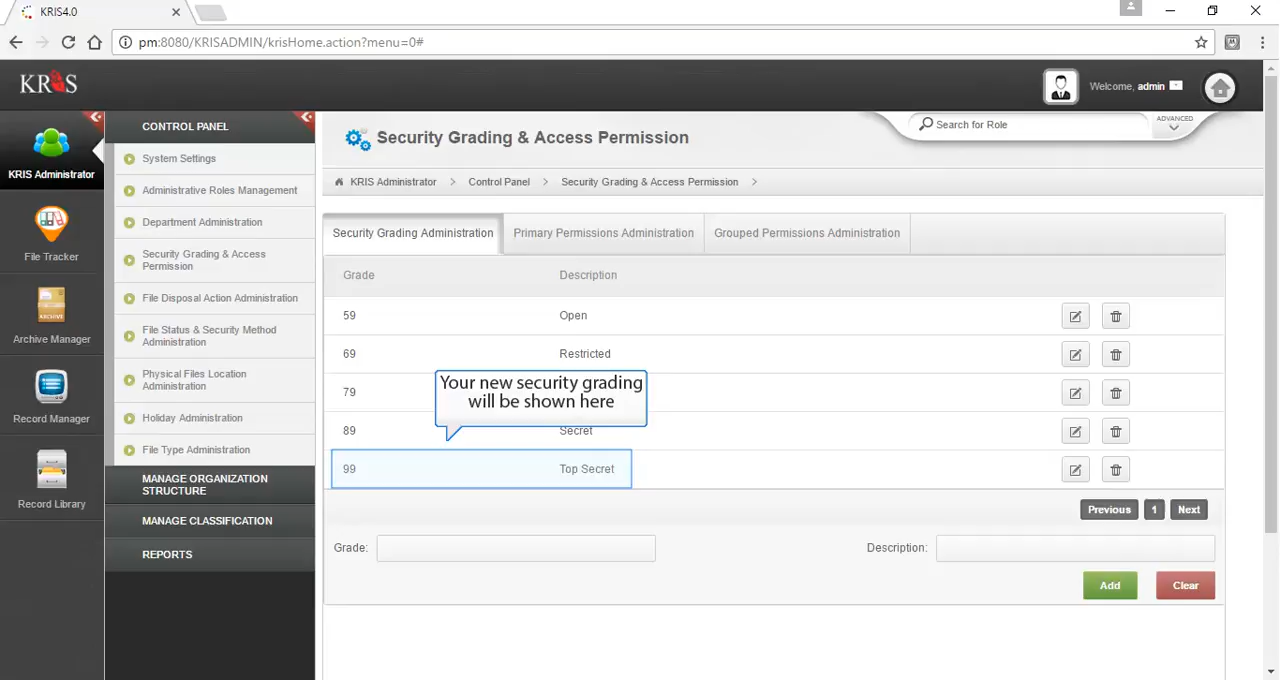 KRIS4.0
pm:8080/KRISADMIN/krisHome.action?menu=0#
KRIS
Welcome, admin
KRIS Administrator
File Tracker
ARCHIVE
Archive Manager
Record Manager
Record Library
CONTROL PANEL
System Settings
Administrative Roles Management
Department Administration
Security Grading & Access
Permission
File Disposal Action Administration
File Status & Security Method
Administration
Physical Files Location
Administration
Holiday Administration
File Type Administration
MANAGE ORGANIZATION
STRUCTURE
MANAGE CLASSIFICATION
REPORTS
Security Grading & Access Permission
Search for Role
ADVANCED
KRIS Administrator > Control Panel > Security Grading & Access Permission >
Security Grading Administration Primary Permissions Administration Grouped Permissions Administration
Grade Description
59 Open
69 Restricted
79
Your new security grading
will be shown here
89 Secret
99 Top Secret
Previous 1 Next
Grade: Description:
Add Clear